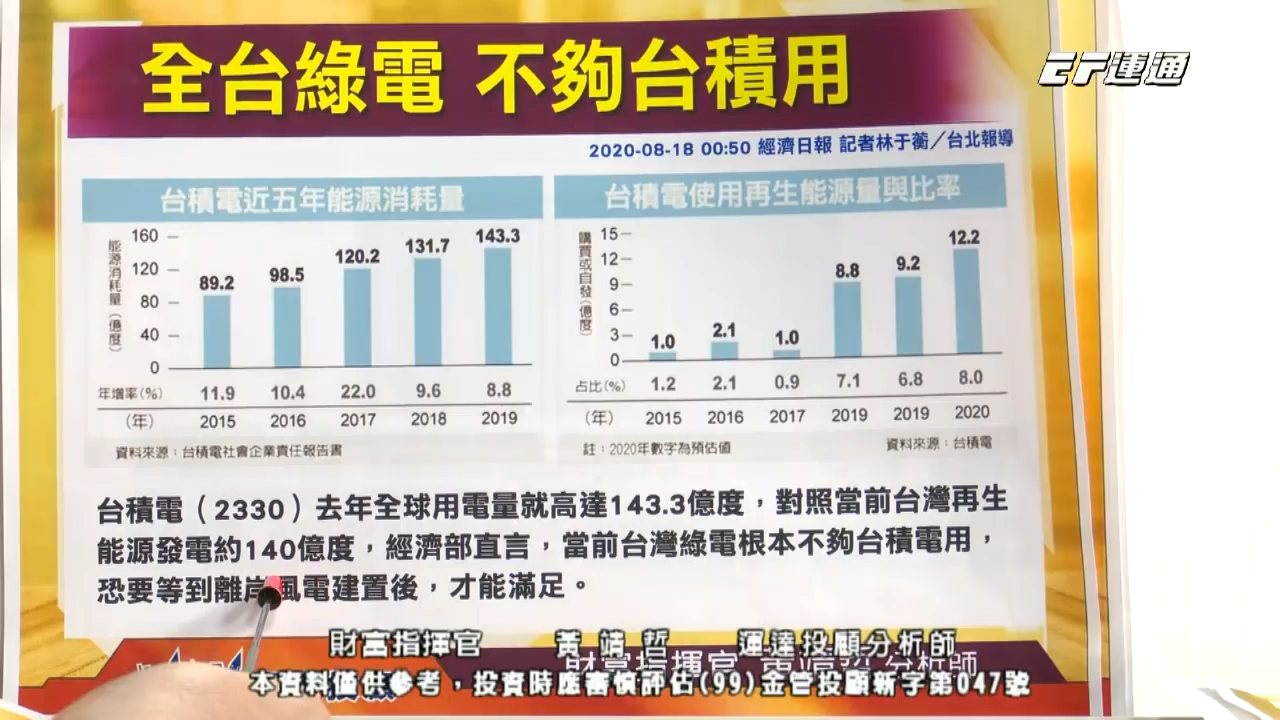 全台綠電 不夠台積用
ET運通
2020-08-18 00:50 經濟日報 記者林于蘅／台北報導
台積電近五年能源消耗量
能源消耗量（億度）
160
120
80
40
0
89.2 98.5 120.2 131.7 143.3
年增率(%) 11.9 10.4 22.0 9.6 8.8
（年） 2015 2016 2017 2018 2019
資料來源：台積電社會企業責任報告書
台積電使用再生能源量與比率
購買或自發（億度）
15
12
9
6
3
0
1.0 2.1 1.0 8.8 9.2 12.2
占比(%) 1.2 2.1 0.9 7.1 6.8 8.0
（年） 2015 2016 2017 2019 2019 2020
註：2020年數字為預估值
資料來源：台積電
台積電（2330）去年全球用電量就高達143.3億度，對照當前台灣再生
能源發電約140億度，經濟部直言，當前台灣綠電根本不夠台積電用，
恐要等到離岸風電建置後，才能滿足。
財富指揮官 黃靖哲 運達投顧分析師
財富指揮官 黃靖哲 分析師
本資料僅供參考，投資時應審慎評估(99)金管投顧新字第047號